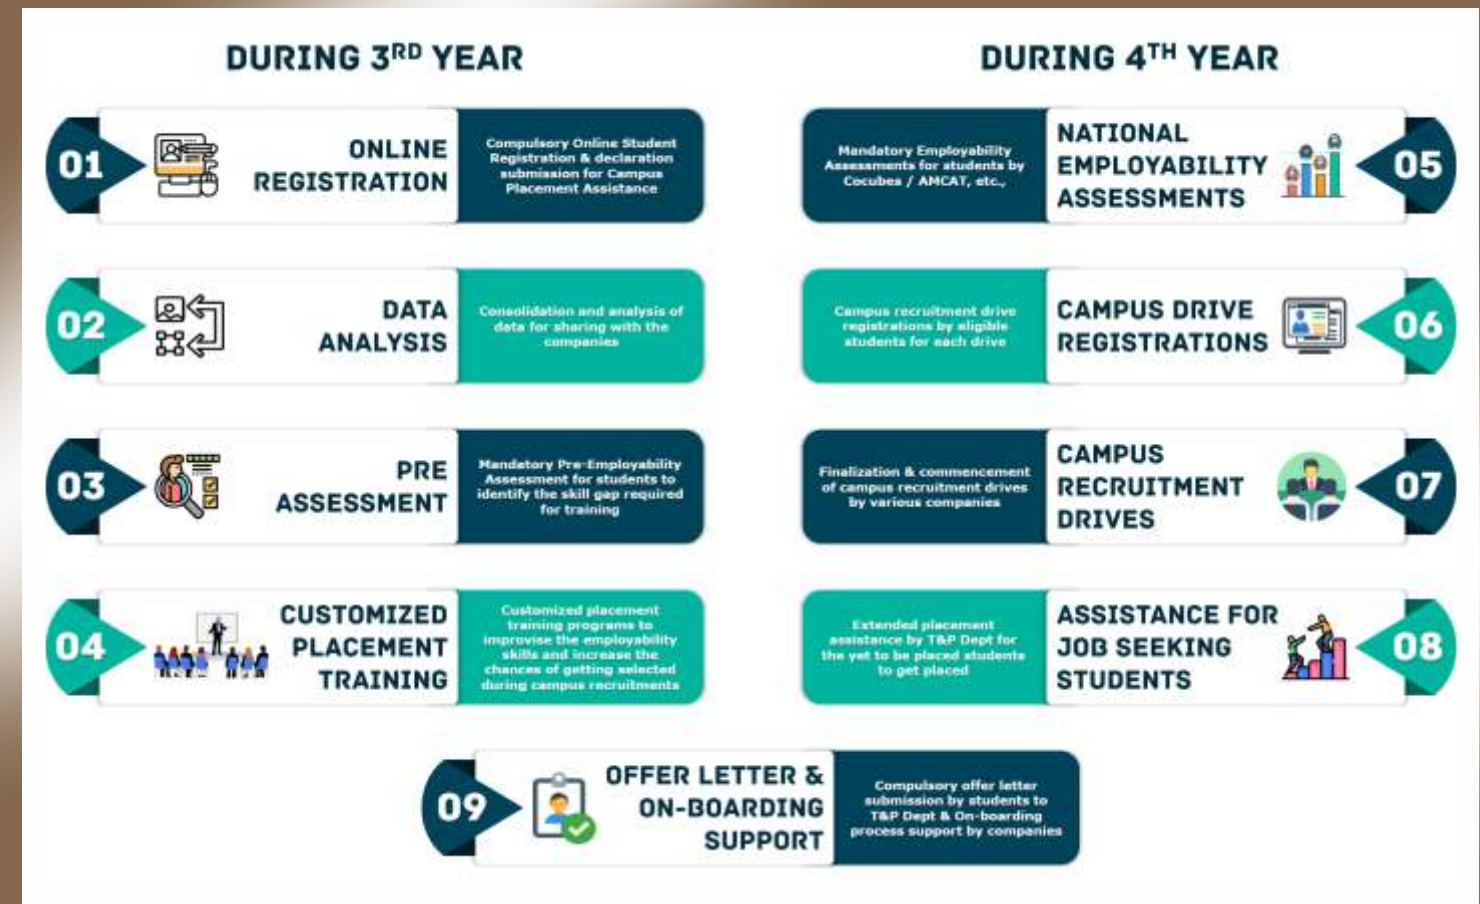 DURING 3RD YEAR
01
ONLINE
REGISTRATION
Compulsory Online Student
Registration & declaration
submission for Campus
Placement Assistance
02
DATA
ANALYSIS
Consolidation and analysis of
data for sharing with the
companies
03
PRE
ASSESSMENT
Mandatory Pre-Employability
Assessment for students to
identify the skill gap required
for training
04
CUSTOMIZED
PLACEMENT
TRAINING
Customized placement
training programs to
improvise the employability
skills and increase the
chances of getting selected
during campus recruitments
DURING 4TH YEAR
Mandatory Employability
Assessments for students by
Cocubes / AMCAT, etc.,
NATIONAL
EMPLOYABILITY
ASSESSMENTS
05
Campus recruitment drive
registrations by eligible
students for each drive
CAMPUS DRIVE
REGISTRATIONS
06
Finalization & commencement
of campus recruitment drives
by various companies
CAMPUS
RECRUITMENT
DRIVES
07
Extended placement
assistance by T&P Dept for
the yet to be placed students
to get placed
ASSISTANCE FOR
JOB SEEKING
STUDENTS
08
09
OFFER LETTER &
ON-BOARDING
SUPPORT
Compulsory offer letter
submission by students to
T&P Dept & On-boarding
process support by companies